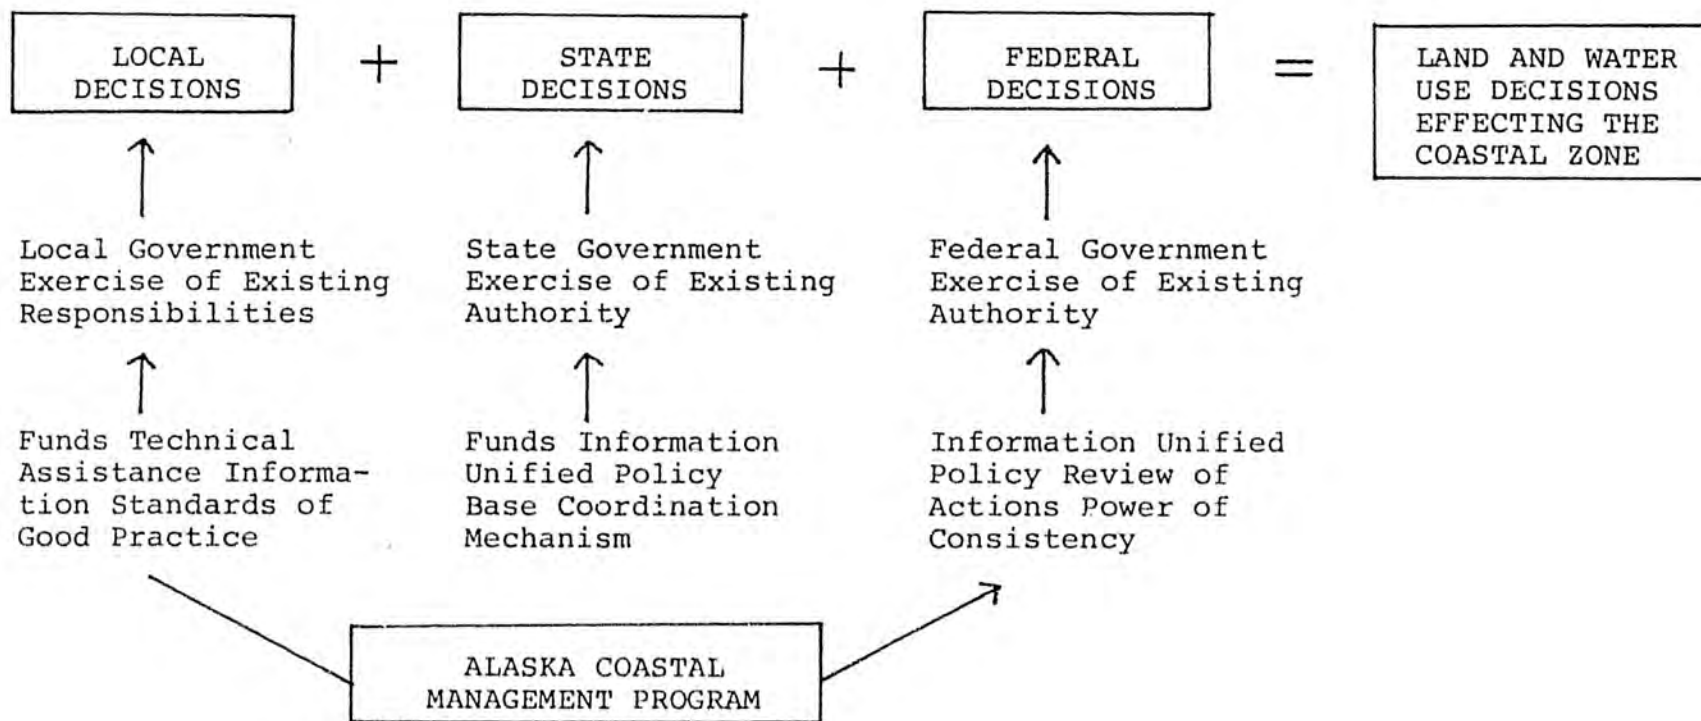 LOCAL
DECISIONS
+
STATE
DECISIONS
+
FEDERAL
DECISIONS
=
LAND AND WATER
USE DECISIONS
EFFECTING THE
COASTAL ZONE
Local Government
Exercise of Existing
Responsibilities
State Government
Exercise of Existing
Authority
Federal Government
Exercise of Existing
Authority
Funds Technical
Assistance Informa-
tion Standards of
Good Practice
Funds Information
Unified Policy
Base Coordination
Mechanism
Information Unified
Policy Review of
Actions Power of
Consistency
ALASKA COASTAL
MANAGEMENT PROGRAM